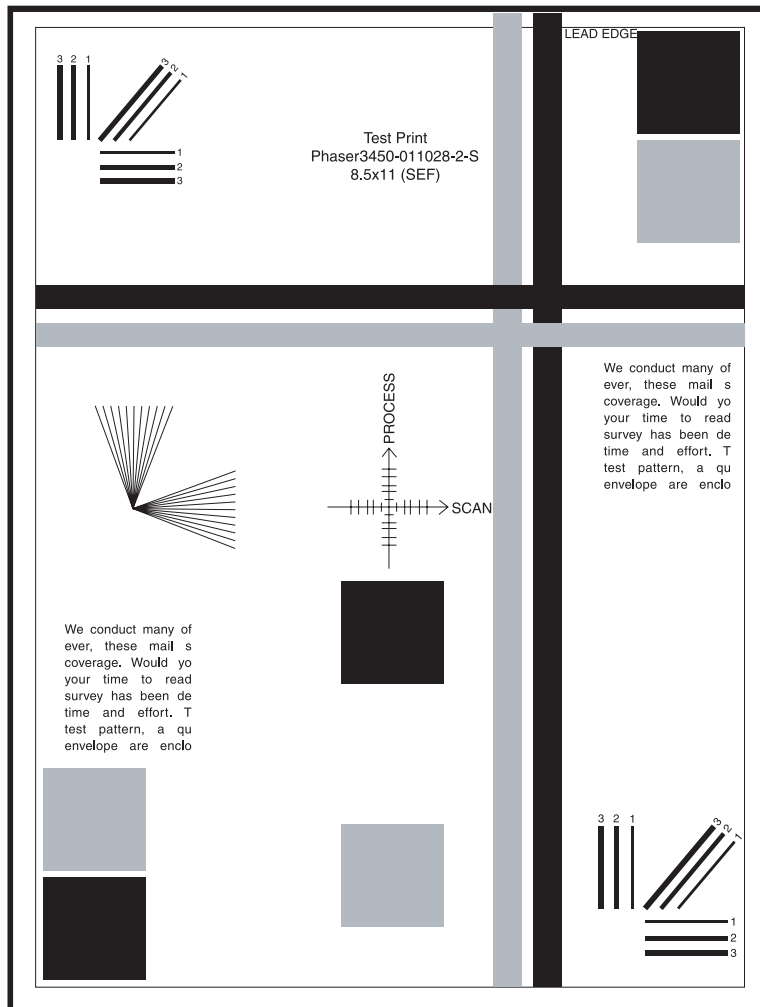 LEAD EDGE
3 2 1
3
2
1
1
2
3
Test Print
Phaser3450-011028-2-S
8.5x11 (SEF)
We conduct many of
ever, these mail s
coverage. Would yo
your time to read
survey has been de
time and effort. T
test pattern, a qu
envelope are enclo
PROCESS
SCAN
We conduct many of
ever, these mail s
coverage. Would yo
your time to read
survey has been de
time and effort. T
test pattern, a qu
envelope are enclo
3 2 1
3
2
1
1
2
3